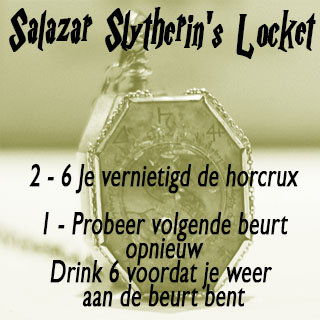 Salazar Slytherin's Locket
2 - 6 Je vernietigd de horcrux
1 - Probeer volgende beurt
opnieuw
Drink 6 voordat je weer
aan de beurt bent